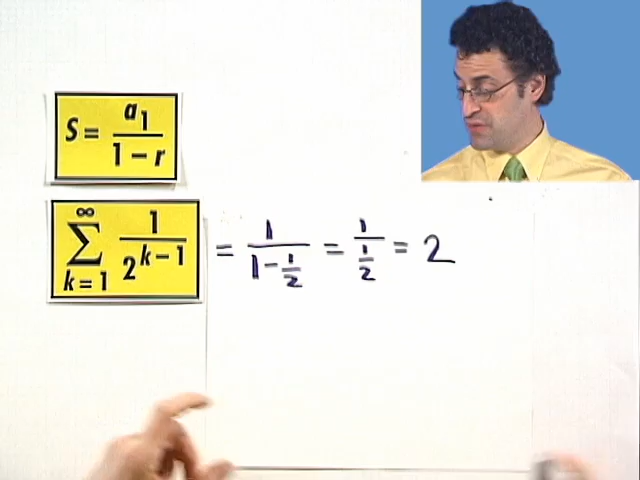 S = a₁ / (1 − r)
∑_{k=1}^{∞} 1 / 2^{k−1} = 1 / (1 − 1/2) = 1 / (1/2) = 2